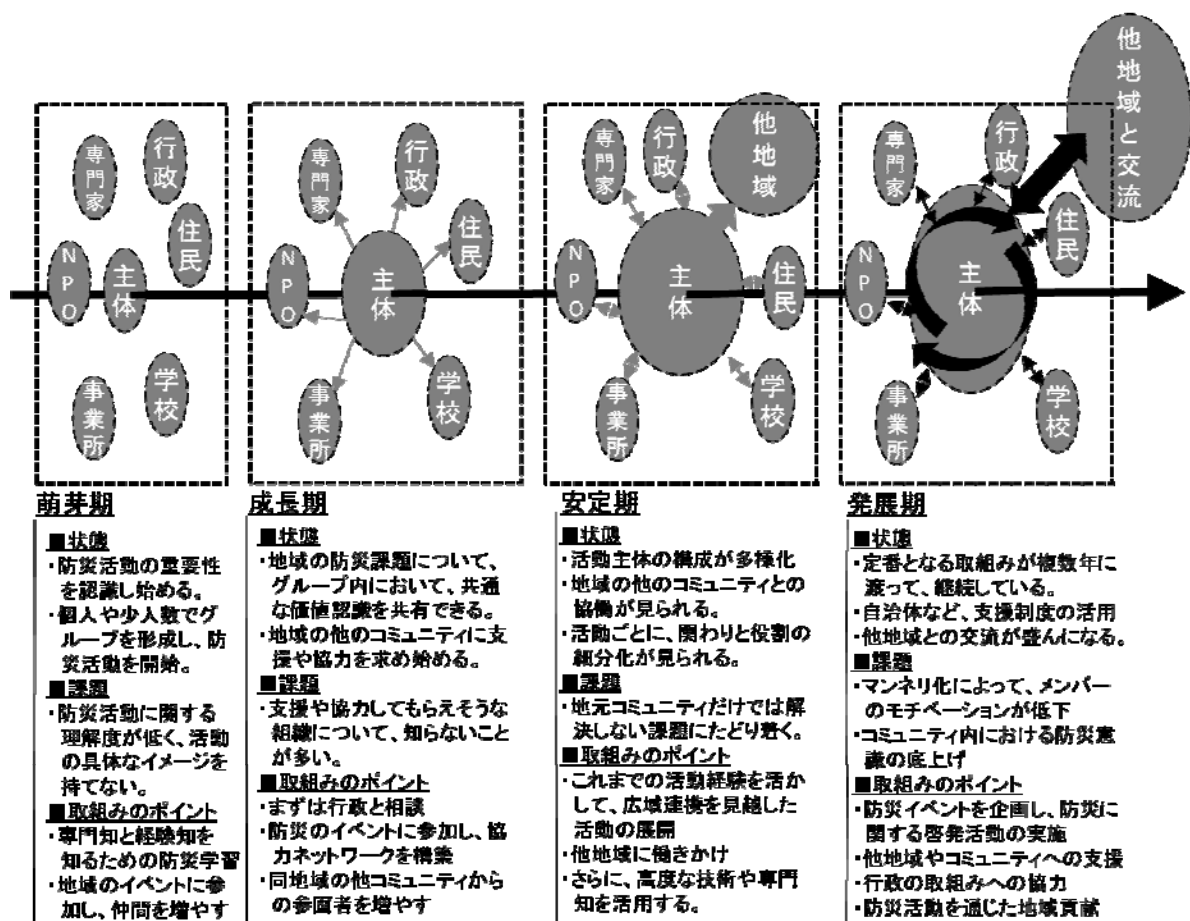 専門家
行政
住民
NPO
主体
学校
事業所
専門家
行政
住民
NPO
主体
学校
事業所
専門家
行政
他地域
NPO
主体
住民
学校
事業所
専門家
行政
他地域と交流
住民
NPO
主体
学校
事業所
萌芽期
■状態
・防災活動の重要性
を認識し始める。
・個人や少人数でグ
ループを形成し、防
災活動を開始。
■課題
・防災活動に関する
理解度が低く、活動
の具体なイメージを
持てない。
■取組みのポイント
・専門知と経験知を
知るための防災学習
・地域のイベントに参
加し、仲間を増やす
成長期
■状態
・地域の防災課題について、
グループ内において、共通
な価値認識を共有できる。
・地域の他のコミュニティに支
援や協力を求め始める。
■課題
・支援や協力してもらえそうな
組織について、知らないこと
が多い。
■取組みのポイント
・まずは行政と相談
・防災のイベントに参加し、協
力ネットワークを構築
・同地域の他コミュニティから
の参画者を増やす
安定期
■状態
・活動主体の構成が多様化
・地域の他のコミュニティとの
協働が見られる。
・活動ごとに、関わりと役割の
細分化が見られる。
■課題
・地元コミュニティだけでは解
決しない課題にたどり着く。
■取組みのポイント
・これまでの活動経験を活か
して、広域連携を見越した
活動の展開
・他地域に働きかけ
・さらに、高度な技術や専門
知を活用する。
発展期
■状態
・定番となる取組みが複数年に
渡って、継続している。
・自治体など、支援制度の活用
・他地域との交流が盛んになる。
■課題
・マンネリ化によって、メンバー
のモチベーションが低下
・コミュニティ内における防災意
識の底上げ
■取組みのポイント
・防災イベントを企画し、防災に
関する啓発活動の実施
・他地域やコミュニティへの支援
・行政の取組みへの協力
・防災活動を通じた地域貢献